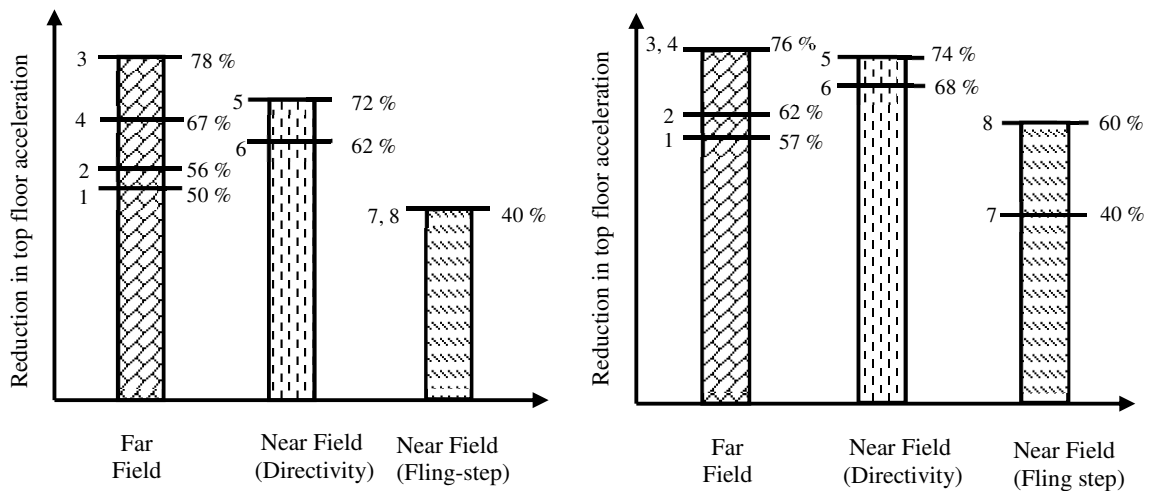 Reduction in top floor acceleration
3 78 %
4 67 %
2 56 %
1 50 %
5 72 %
6 62 %
7, 8 40 %
Far
Field
Near Field
(Directivity)
Near Field
(Fling-step)
Reduction in top floor acceleration
3, 4 76 %
2 62 %
1 57 %
5 74 %
6 68 %
8 60 %
7 40 %
Far
Field
Near Field
(Directivity)
Near Field
(Fling step)